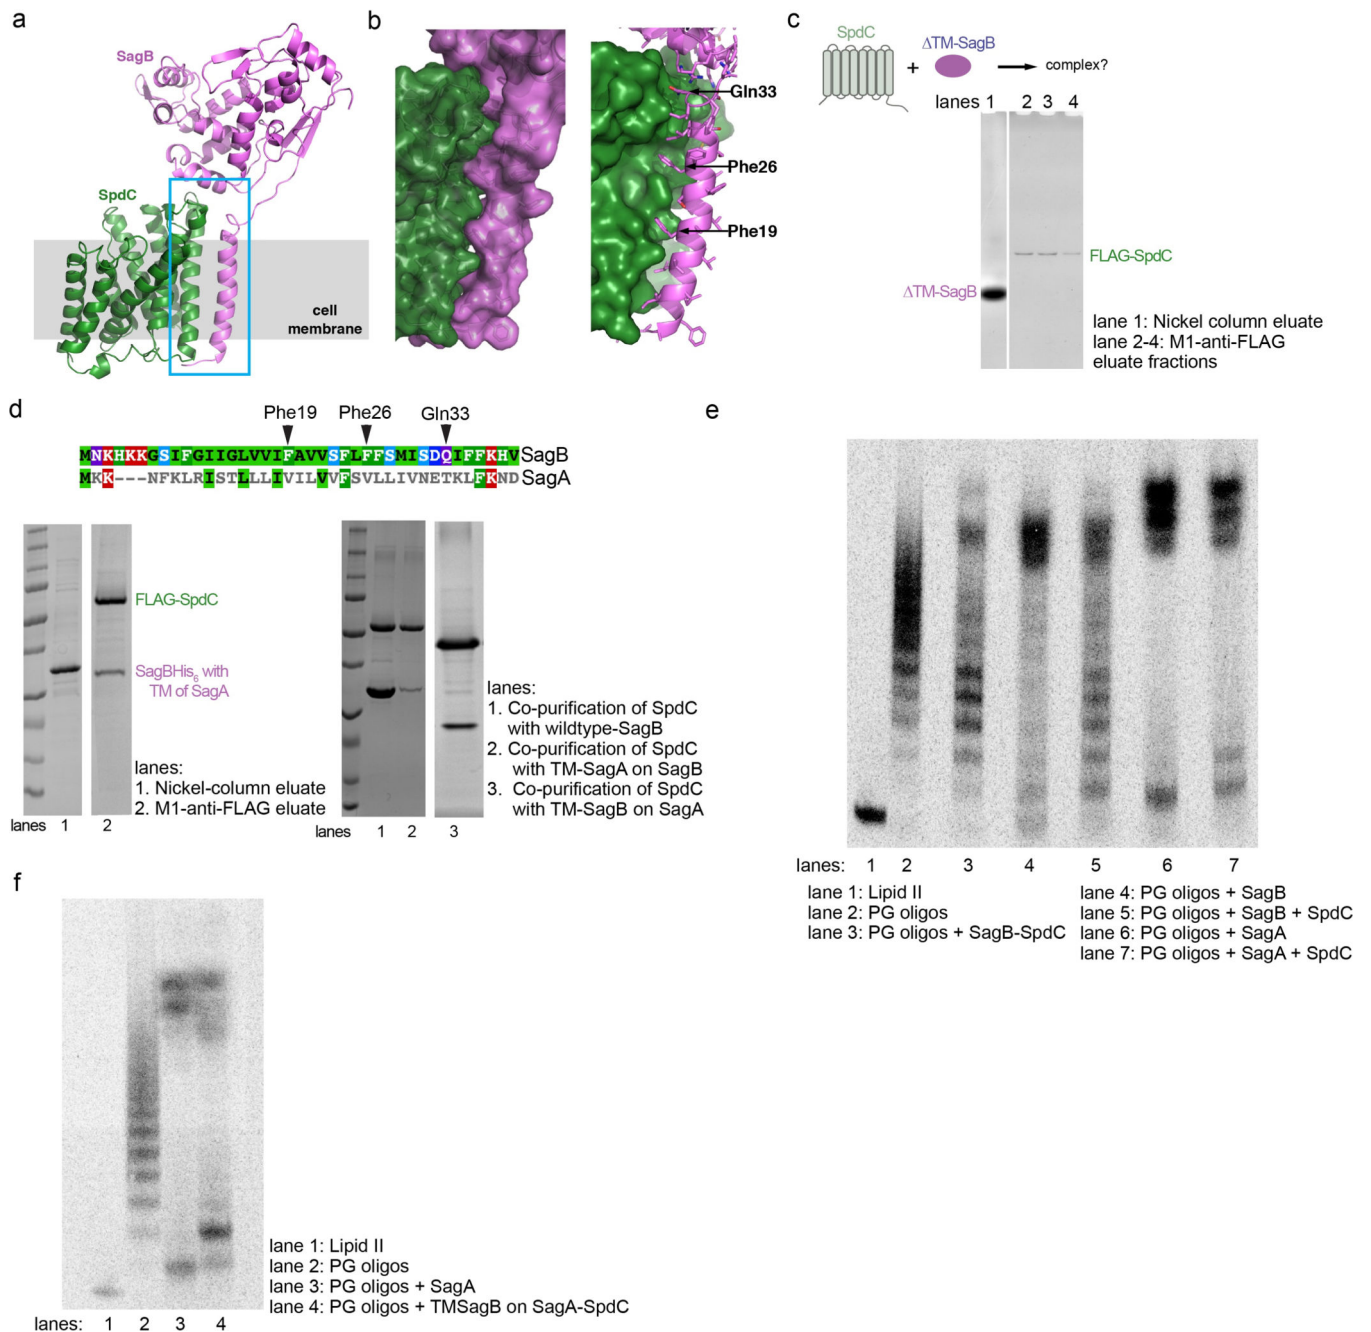 a
SagB
SpdC
cell
membrane
b
Gln33
Phe26
Phe19
c
SpdC
ΔTM-SagB
+
complex?
lanes 1 2 3 4
FLAG-SpdC
ΔTM-SagB
lane 1: Nickel column eluate
lane 2-4: M1-anti-FLAG
eluate fractions
d
Phe19 Phe26 Gln33
MNKHKKGSIFGIIGLVVIFAVVSFLFFSMISDQIFFKHV SagB
MKK---NFKLRISTLLLIVILVVFSVLLIVNETKLFKND SagA
FLAG-SpdC
SagBHis6 with
TM of SagA
lanes:
1. Nickel-column eluate
2. M1-anti-FLAG eluate
lanes 1 2
lanes:
1. Co-purification of SpdC
with wildtype-SagB
2. Co-purification of SpdC
with TM-SagA on SagB
3. Co-purification of SpdC
with TM-SagB on SagA
lanes 1 2 3
e
lanes: 1 2 3 4 5 6 7
lane 1: Lipid II
lane 2: PG oligos
lane 3: PG oligos + SagB-SpdC
lane 4: PG oligos + SagB
lane 5: PG oligos + SagB + SpdC
lane 6: PG oligos + SagA
lane 7: PG oligos + SagA + SpdC
f
lane 1: Lipid II
lane 2: PG oligos
lane 3: PG oligos + SagA
lane 4: PG oligos + TMSagB on SagA-SpdC
lanes: 1 2 3 4